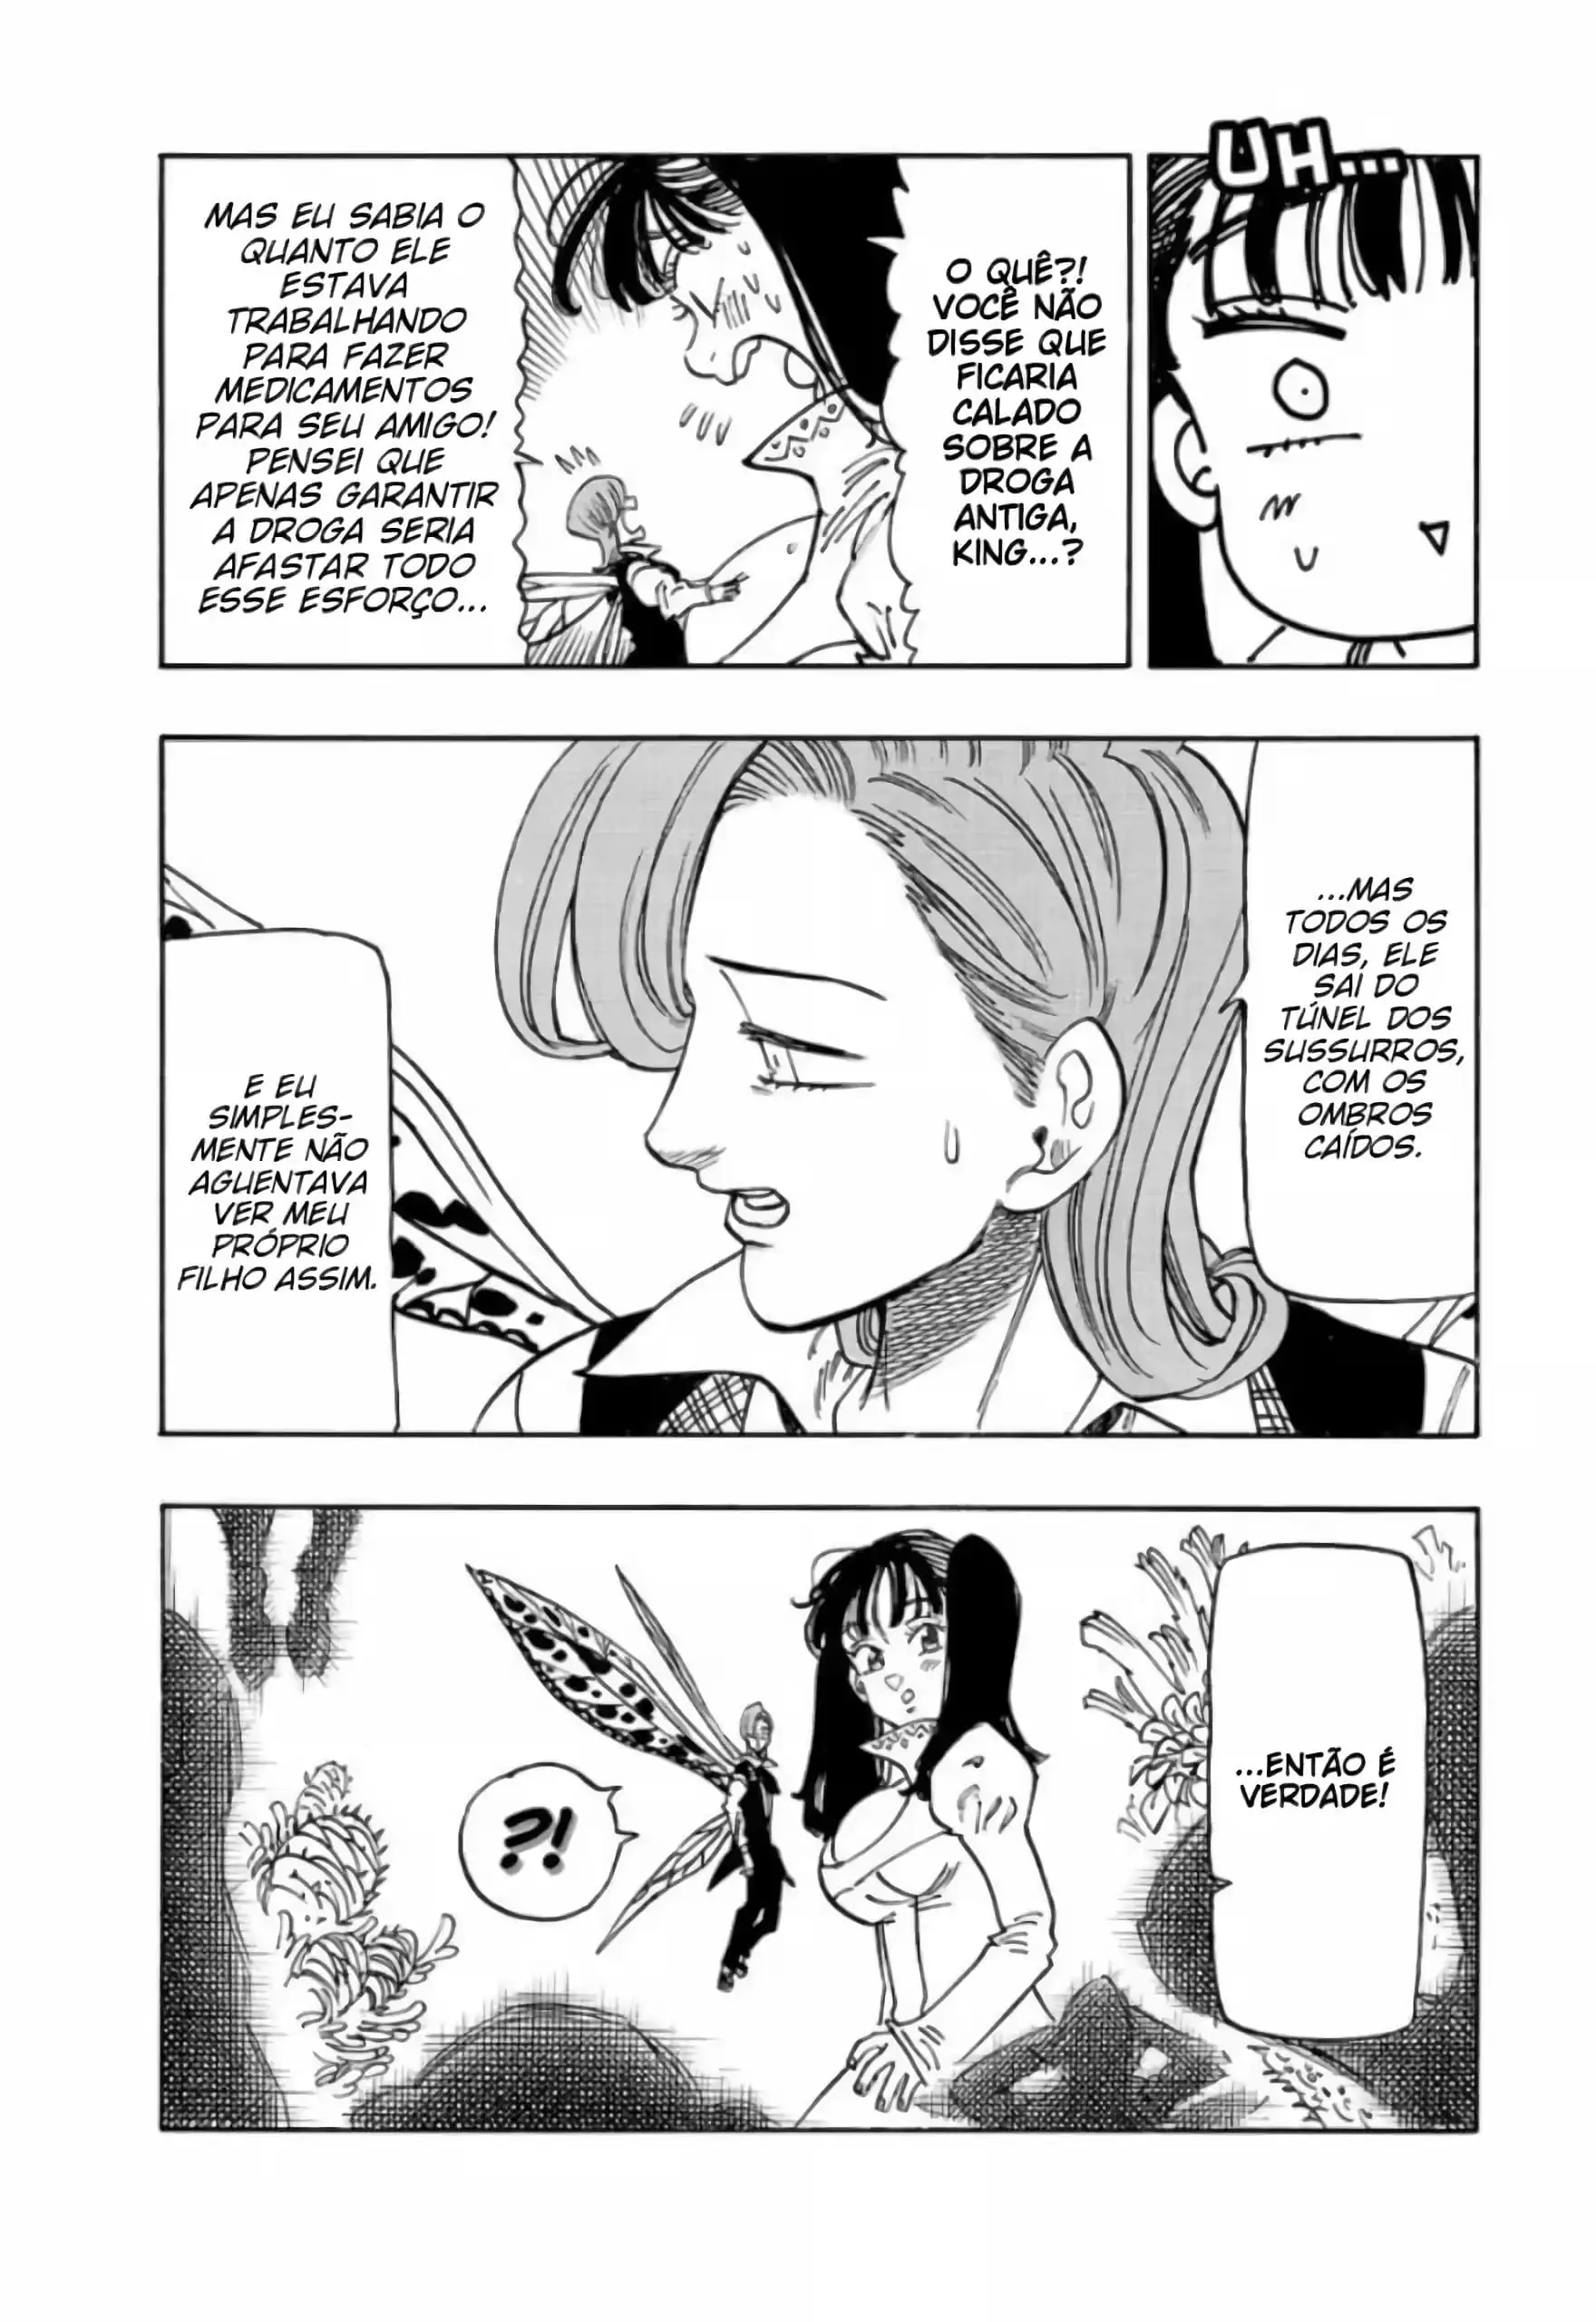 UH...
O QUÊ?!
VOCÊ NÃO
DISSE QUE
FICARIA
CALADO
SOBRE A
DROGA
ANTIGA,
KING...?
MAS EU SABIA O
QUANTO ELE
ESTAVA
TRABALHANDO
PARA FAZER
MEDICAMENTOS
PARA SEU AMIGO!
PENSEI QUE
APENAS GARANTIR
A DROGA SERIA
AFASTAR TODO
ESSE ESFORÇO...
...MAS
TODOS OS
DIAS, ELE
SAI DO
TÚNEL DOS
SUSSURROS,
COM OS
OMBROS
CAÍDOS.
E EU
SIMPLES-
MENTE NÃO
AGUENTAVA
VER MEU
PRÓPRIO
FILHO ASSIM.
...ENTÃO É
VERDADE!
?!